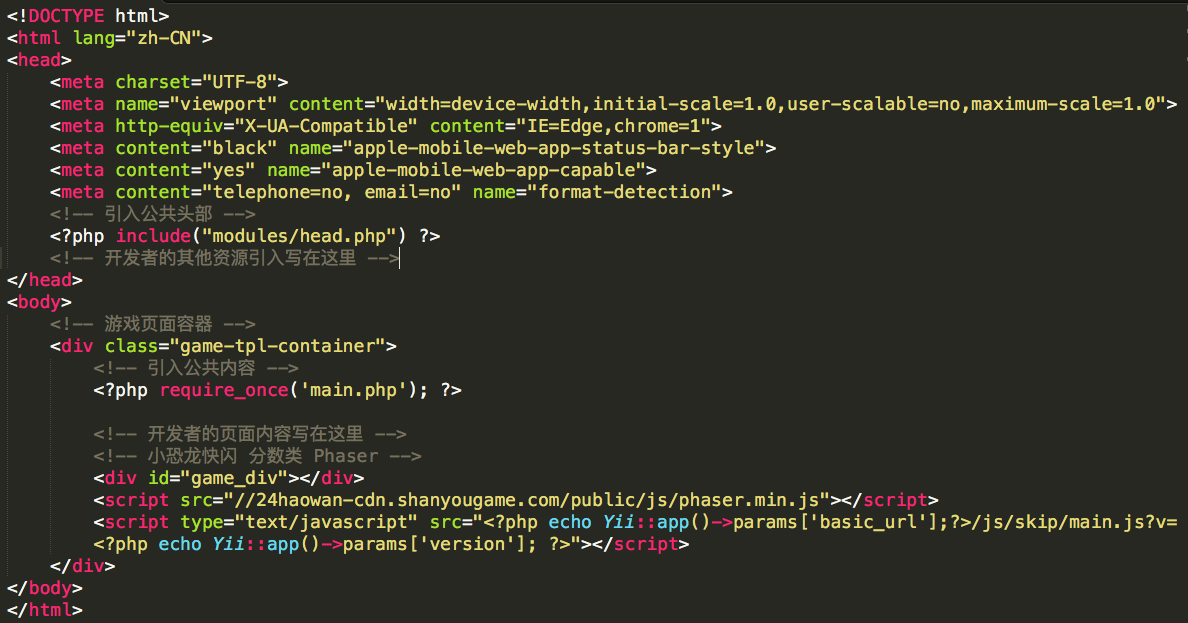 <!DOCTYPE html>
<html lang="zh-CN">
<head>
    <meta charset="UTF-8">
    <meta name="viewport" content="width=device-width,initial-scale=1.0,user-scalable=no,maximum-scale=1.0">
    <meta http-equiv="X-UA-Compatible" content="IE=Edge,chrome=1">
    <meta content="black" name="apple-mobile-web-app-status-bar-style">
    <meta content="yes" name="apple-mobile-web-app-capable">
    <meta content="telephone=no, email=no" name="format-detection">
    <!-- 引入公共头部 -->
    <?php include("modules/head.php") ?>
    <!-- 开发者的其他资源引入写在这里 -->
</head>
<body>
    <!-- 游戏页面容器 -->
    <div class="game-tpl-container">
        <!-- 引入公共内容 -->
        <?php require_once('main.php'); ?>

        <!-- 开发者的页面内容写在这里 -->
        <!-- 小恐龙快闪 分数类 Phaser -->
        <div id="game_div"></div>
        <script src="//24haowan-cdn.shanyougame.com/public/js/phaser.min.js"></script>
        <script type="text/javascript" src="<?php echo Yii::app()->params['basic_url'];?>/js/skip/main.js?v=
        <?php echo Yii::app()->params['version']; ?>"></script>
    </div>
</body>
</html>